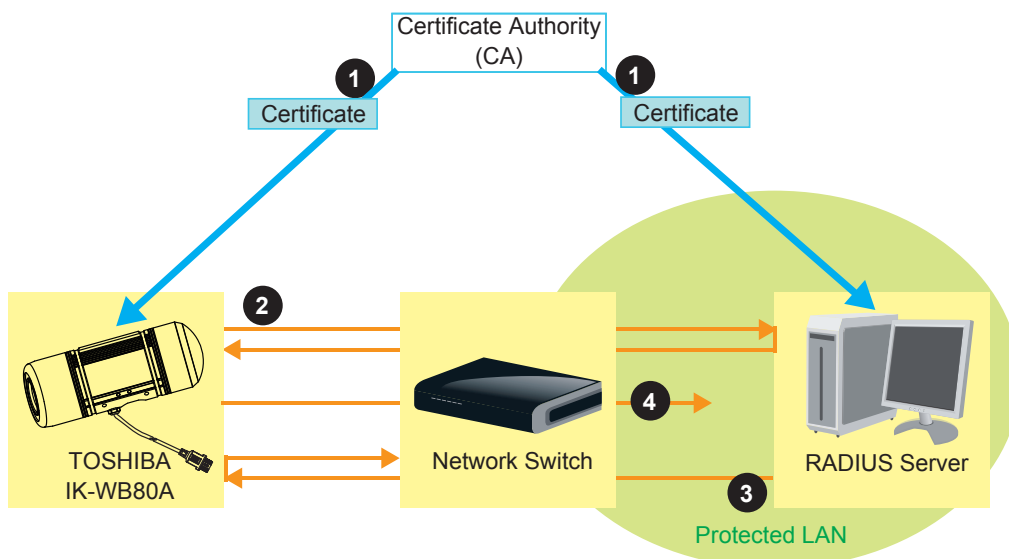 Certificate Authority
(CA)
1
1
Certificate
Certificate
2
4
TOSHIBA
IK-WB80A
Network Switch
RADIUS Server
3
Protected LAN